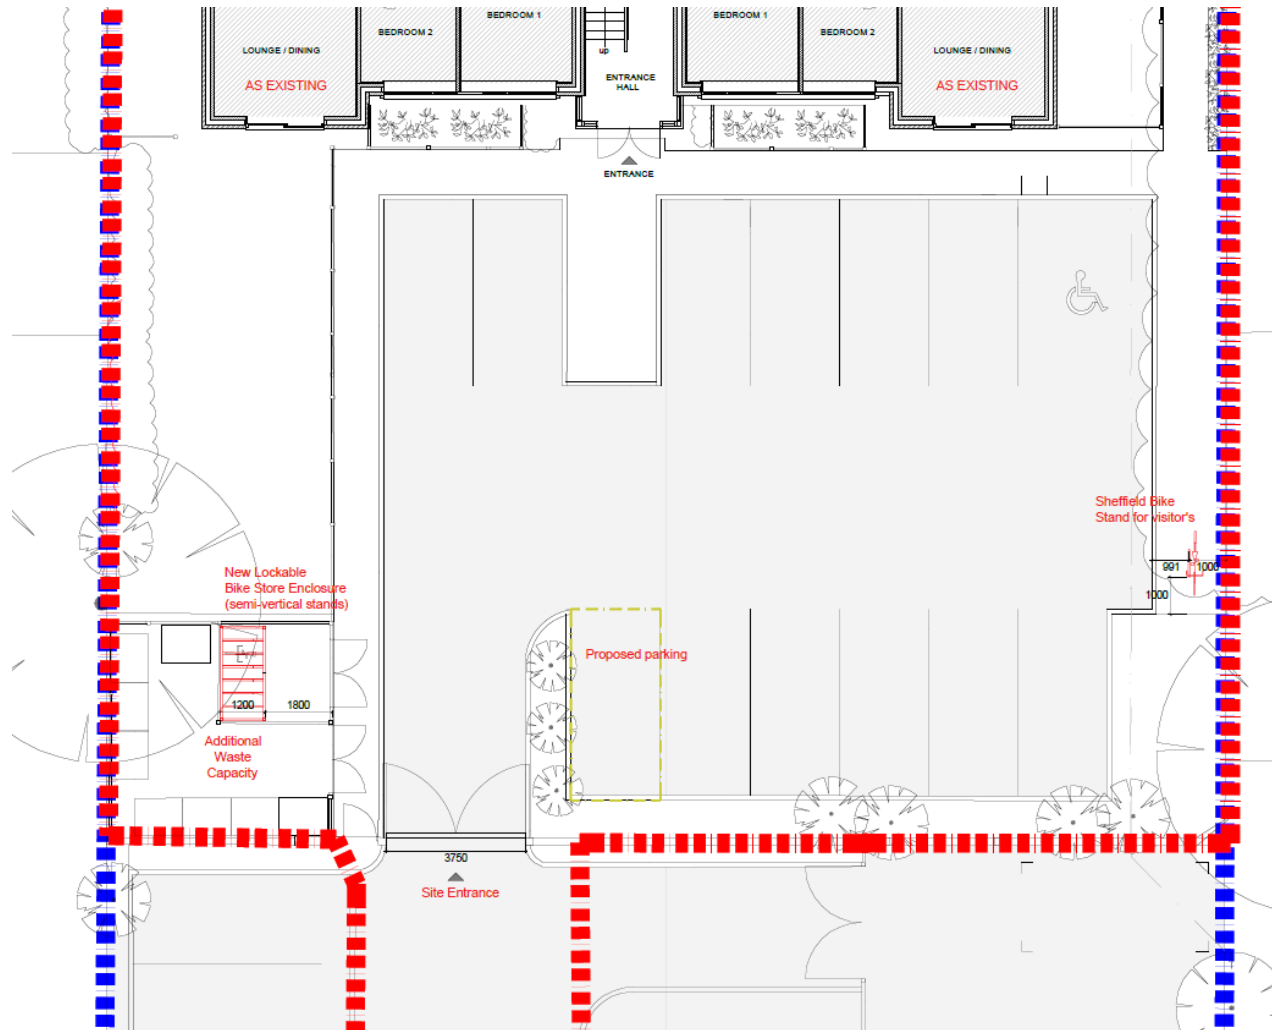 BEDROOM 1
BEDROOM 1
BEDROOM 2
BEDROOM 2
LOUNGE / DINING
up
LOUNGE / DINING
AS EXISTING
ENTRANCE
HALL
AS EXISTING
ENTRANCE
Sheffield Bike
Stand for visitor's
991
1000
1000
New Lockable
Bike Store Enclosure
(semi-vertical stands)
Proposed parking
1200
1800
Additional
Waste
Capacity
3750
Site Entrance